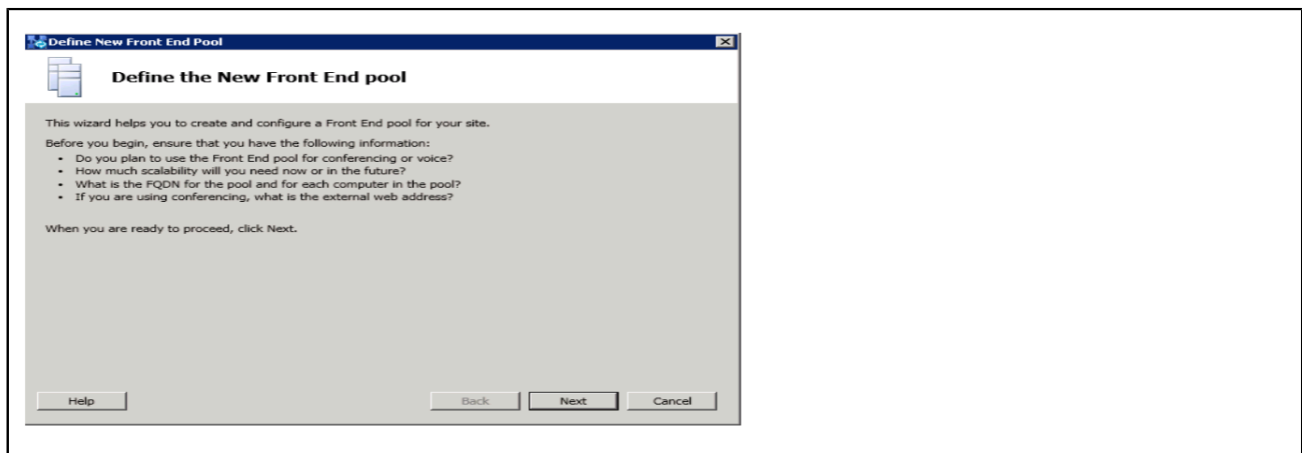 Define New Front End Pool
Define the New Front End pool
This wizard helps you to create and configure a Front End pool for your site.
Before you begin, ensure that you have the following information:
• Do you plan to use the Front End pool for conferencing or voice?
• How much scalability will you need now or in the future?
• What is the FQDN for the pool and for each computer in the pool?
• If you are using conferencing, what is the external web address?
When you are ready to proceed, click Next.
Help Back Next Cancel